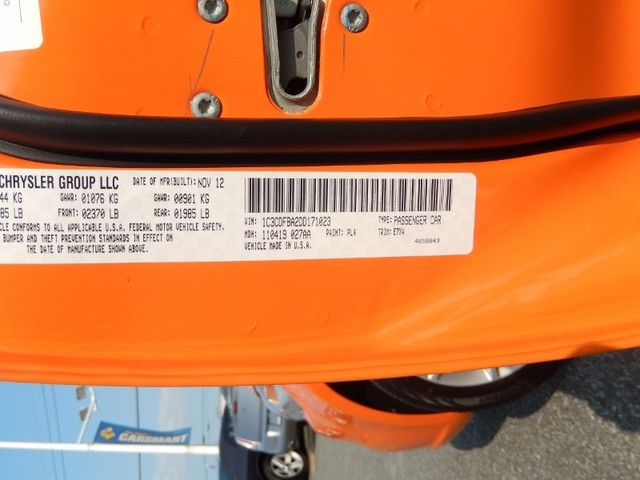 CHRYSLER GROUP LLC DATE OF MFR(BUILT): NOV 12
44 KG GAWR: 01076 KG GAWR: 00901 KG
85 LB FRONT: 02370 LB REAR: 01985 LB
CLE CONFORMS TO ALL APPLICABLE U.S.A. FEDERAL MOTOR VEHICLE SAFETY,
BUMPER AND THEFT PREVENTION STANDARDS IN EFFECT ON
THE DATE OF MANUFACTURE SHOWN ABOVE.
VIN: 1C3CDFBA2DD171023 TYPE: PASSENGER CAR
MDH: 110419 027AA PAINT: PL4 TRIM: E7X4
VEHICLE MADE IN U.S.A.
CARSMART